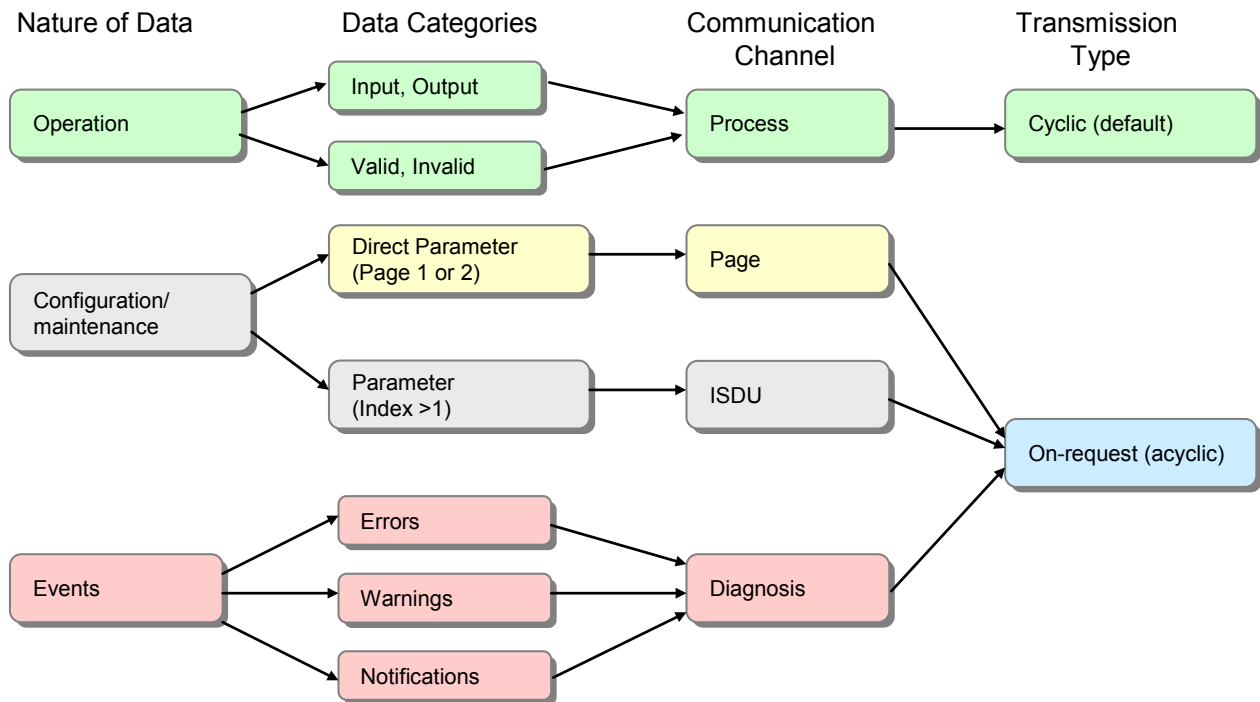 Nature of Data
Data Categories
Communication
Channel
Transmission
Type
Operation
Input, Output
Valid, Invalid
Process
Cyclic (default)
Configuration/
maintenance
Direct Parameter
(Page 1 or 2)
Page
Parameter
(Index >1)
ISDU
On-request (acyclic)
Events
Errors
Warnings
Notifications
Diagnosis